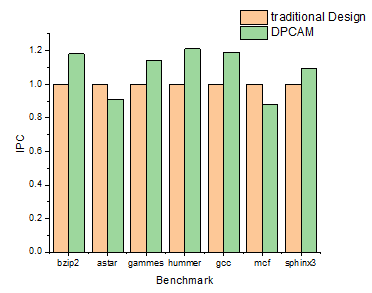 traditional Design
DPCAM
1.2
1.0
0.8
0.6
0.4
0.2
0.0
IPC
bzip2 astar gammes hummer gcc mcf sphinx3
Benchmark